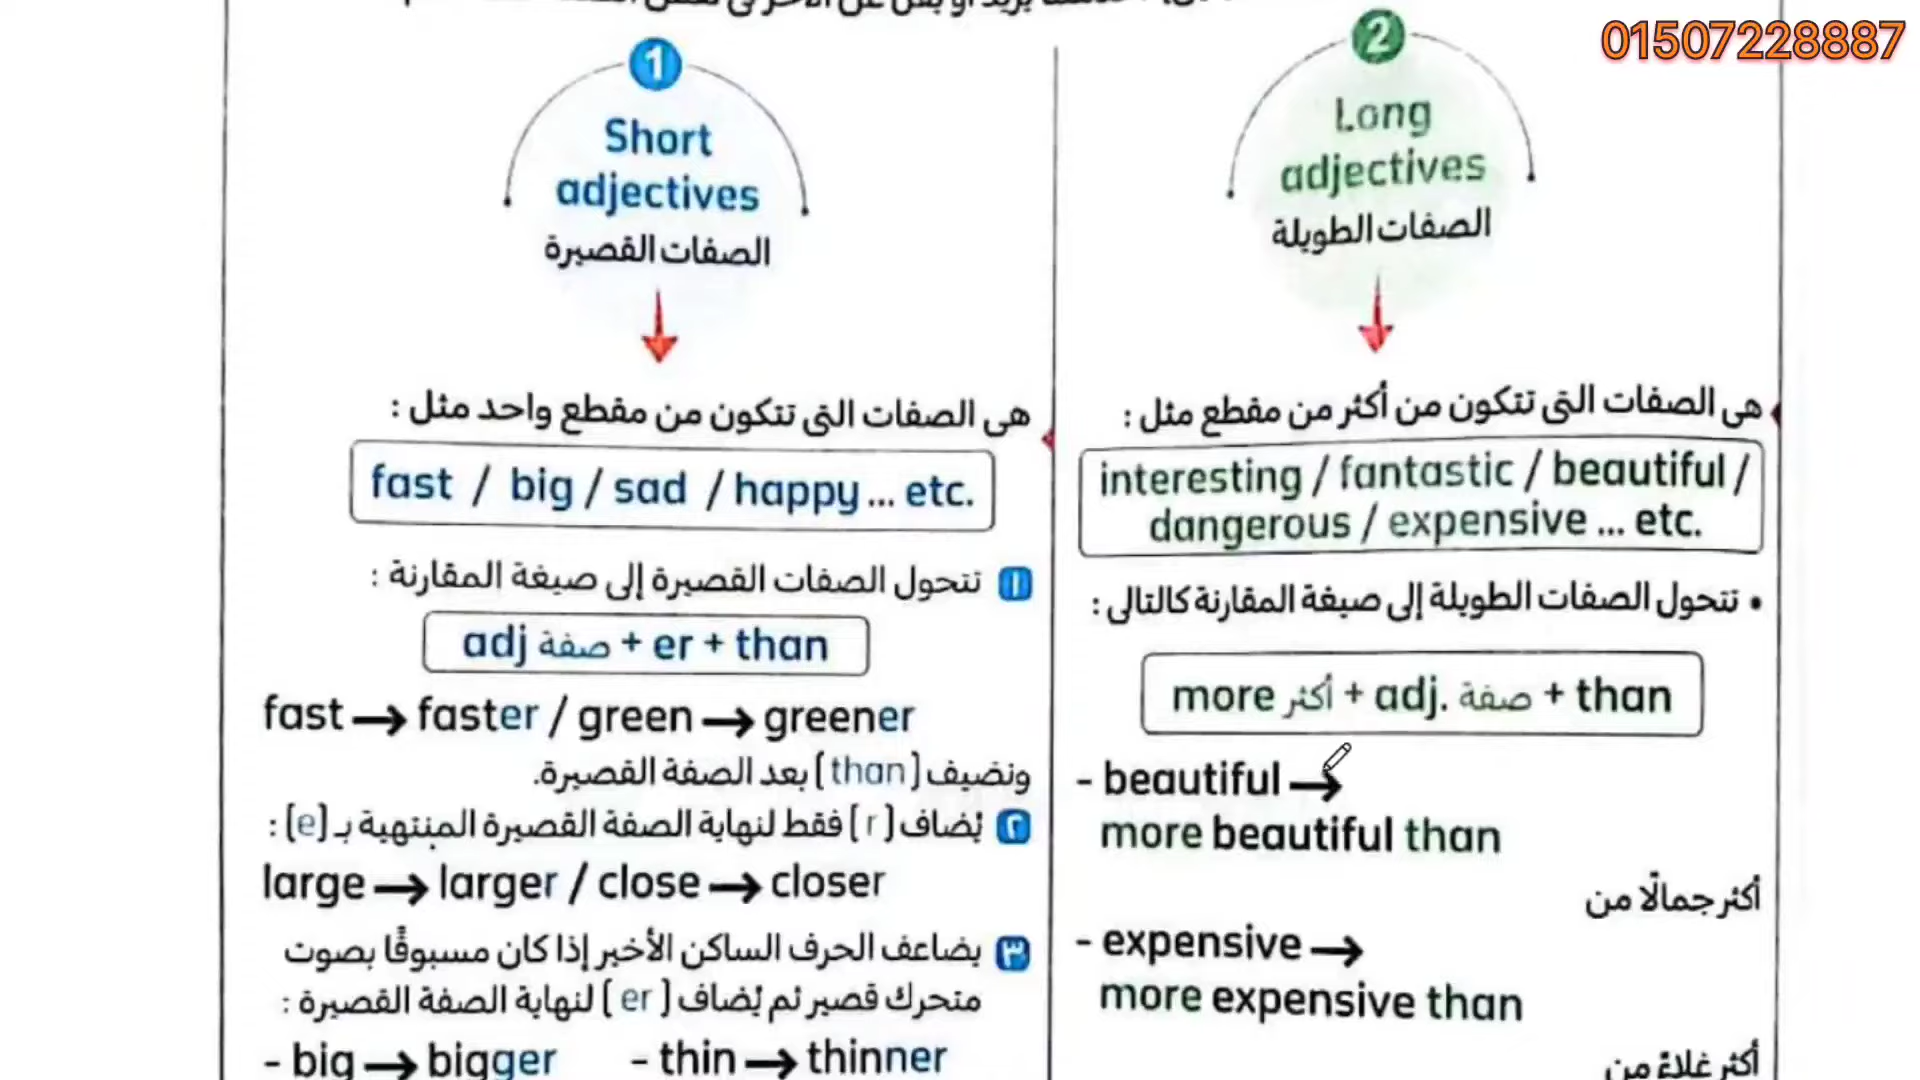 01507228887
1
Short
adjectives
الصفات القصيرة
هى الصفات التى تتكون من مقطع واحد مثل :
fast / big / sad / happy ... etc.
١ تتحول الصفات القصيرة إلى صيغة المقارنة :
adj صفة + er + than
fast → faster / green → greener
ونضيف (than) بعد الصفة القصيرة.
٢ يُضاف (r) فقط لنهاية الصفة القصيرة المنتهية بـ (e) :
large → larger / close → closer
٣ يضاعف الحرف الساكن الأخير إذا كان مسبوقًا بصوت
متحرك قصير ثم يُضاف (er) لنهاية الصفة القصيرة :
- big → bigger - thin → thinner
2
Long
adjectives
الصفات الطويلة
هى الصفات التى تتكون من أكثر من مقطع مثل :
interesting / fantastic / beautiful /
dangerous / expensive ... etc.
• تتحول الصفات الطويلة إلى صيغة المقارنة كالتالى :
more أكثر + adj. صفة + than
- beautiful →
more beautiful than
أكثر جمالًا من
- expensive →
more expensive than
أكثر غلاءً من